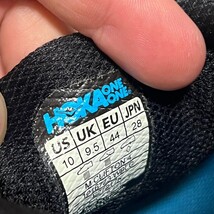 HOKA ONE ONE
US UK EU JPN
10 9.5 44 28